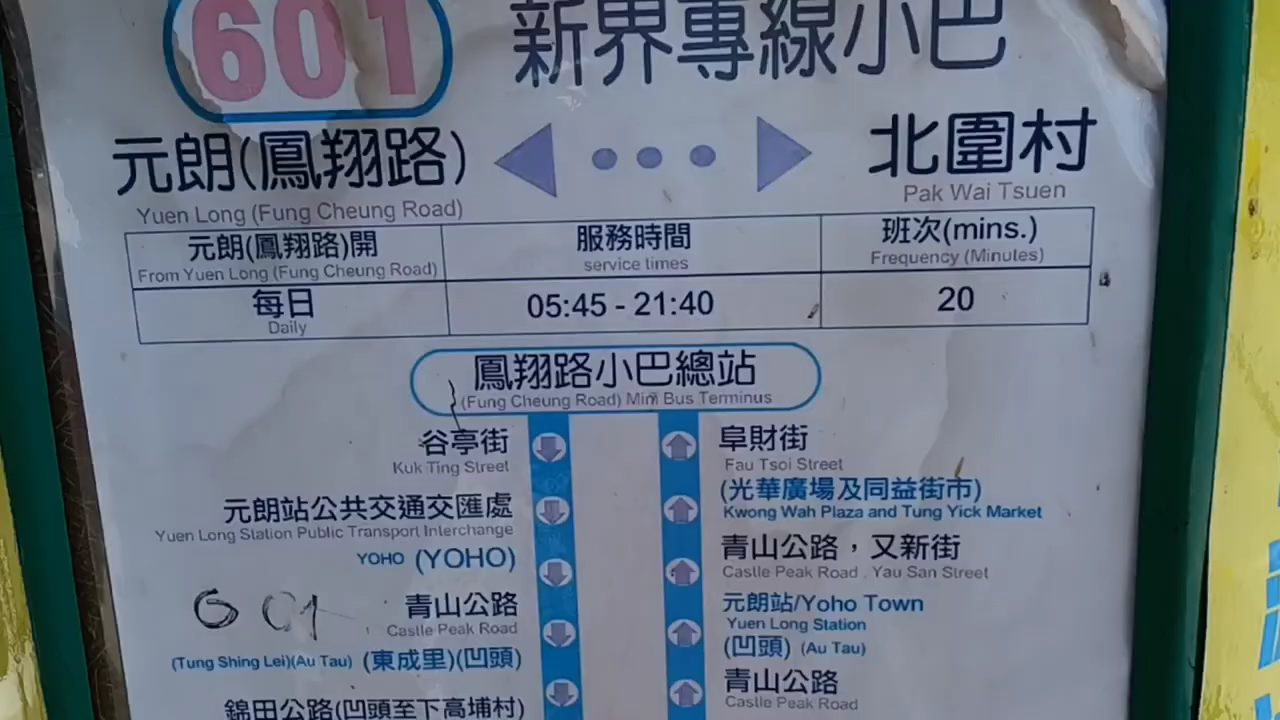 601 新界專線小巴
元朗(鳳翔路) 北圍村
Yuen Long (Fung Cheung Road) Pak Wai Tsuen
元朗(鳳翔路)開 服務時間 班次(mins.)
From Yuen Long (Fung Cheung Road) service times Frequency (Minutes)
每日 05:45 - 21:40 20
Daily
鳳翔路小巴總站
(Fung Cheung Road) Mini Bus Terminus
谷亭街
Kuk Ting Street
元朗站公共交通交匯處
Yuen Long Station Public Transport Interchange
YOHO (YOHO)
601
青山公路
Castle Peak Road
(Tung Shing Lei)(Au Tau) (東成里)(凹頭)
錦田公路(凹頭至下高埔村)
阜財街
Fau Tsoi Street
(光華廣場及同益街市)
Kwong Wah Plaza and Tung Yick Market
青山公路，又新街
Castle Peak Road . Yau San Street
元朗站/Yoho Town
Yuen Long Station
(凹頭) (Au Tau)
青山公路
Castle Peak Road